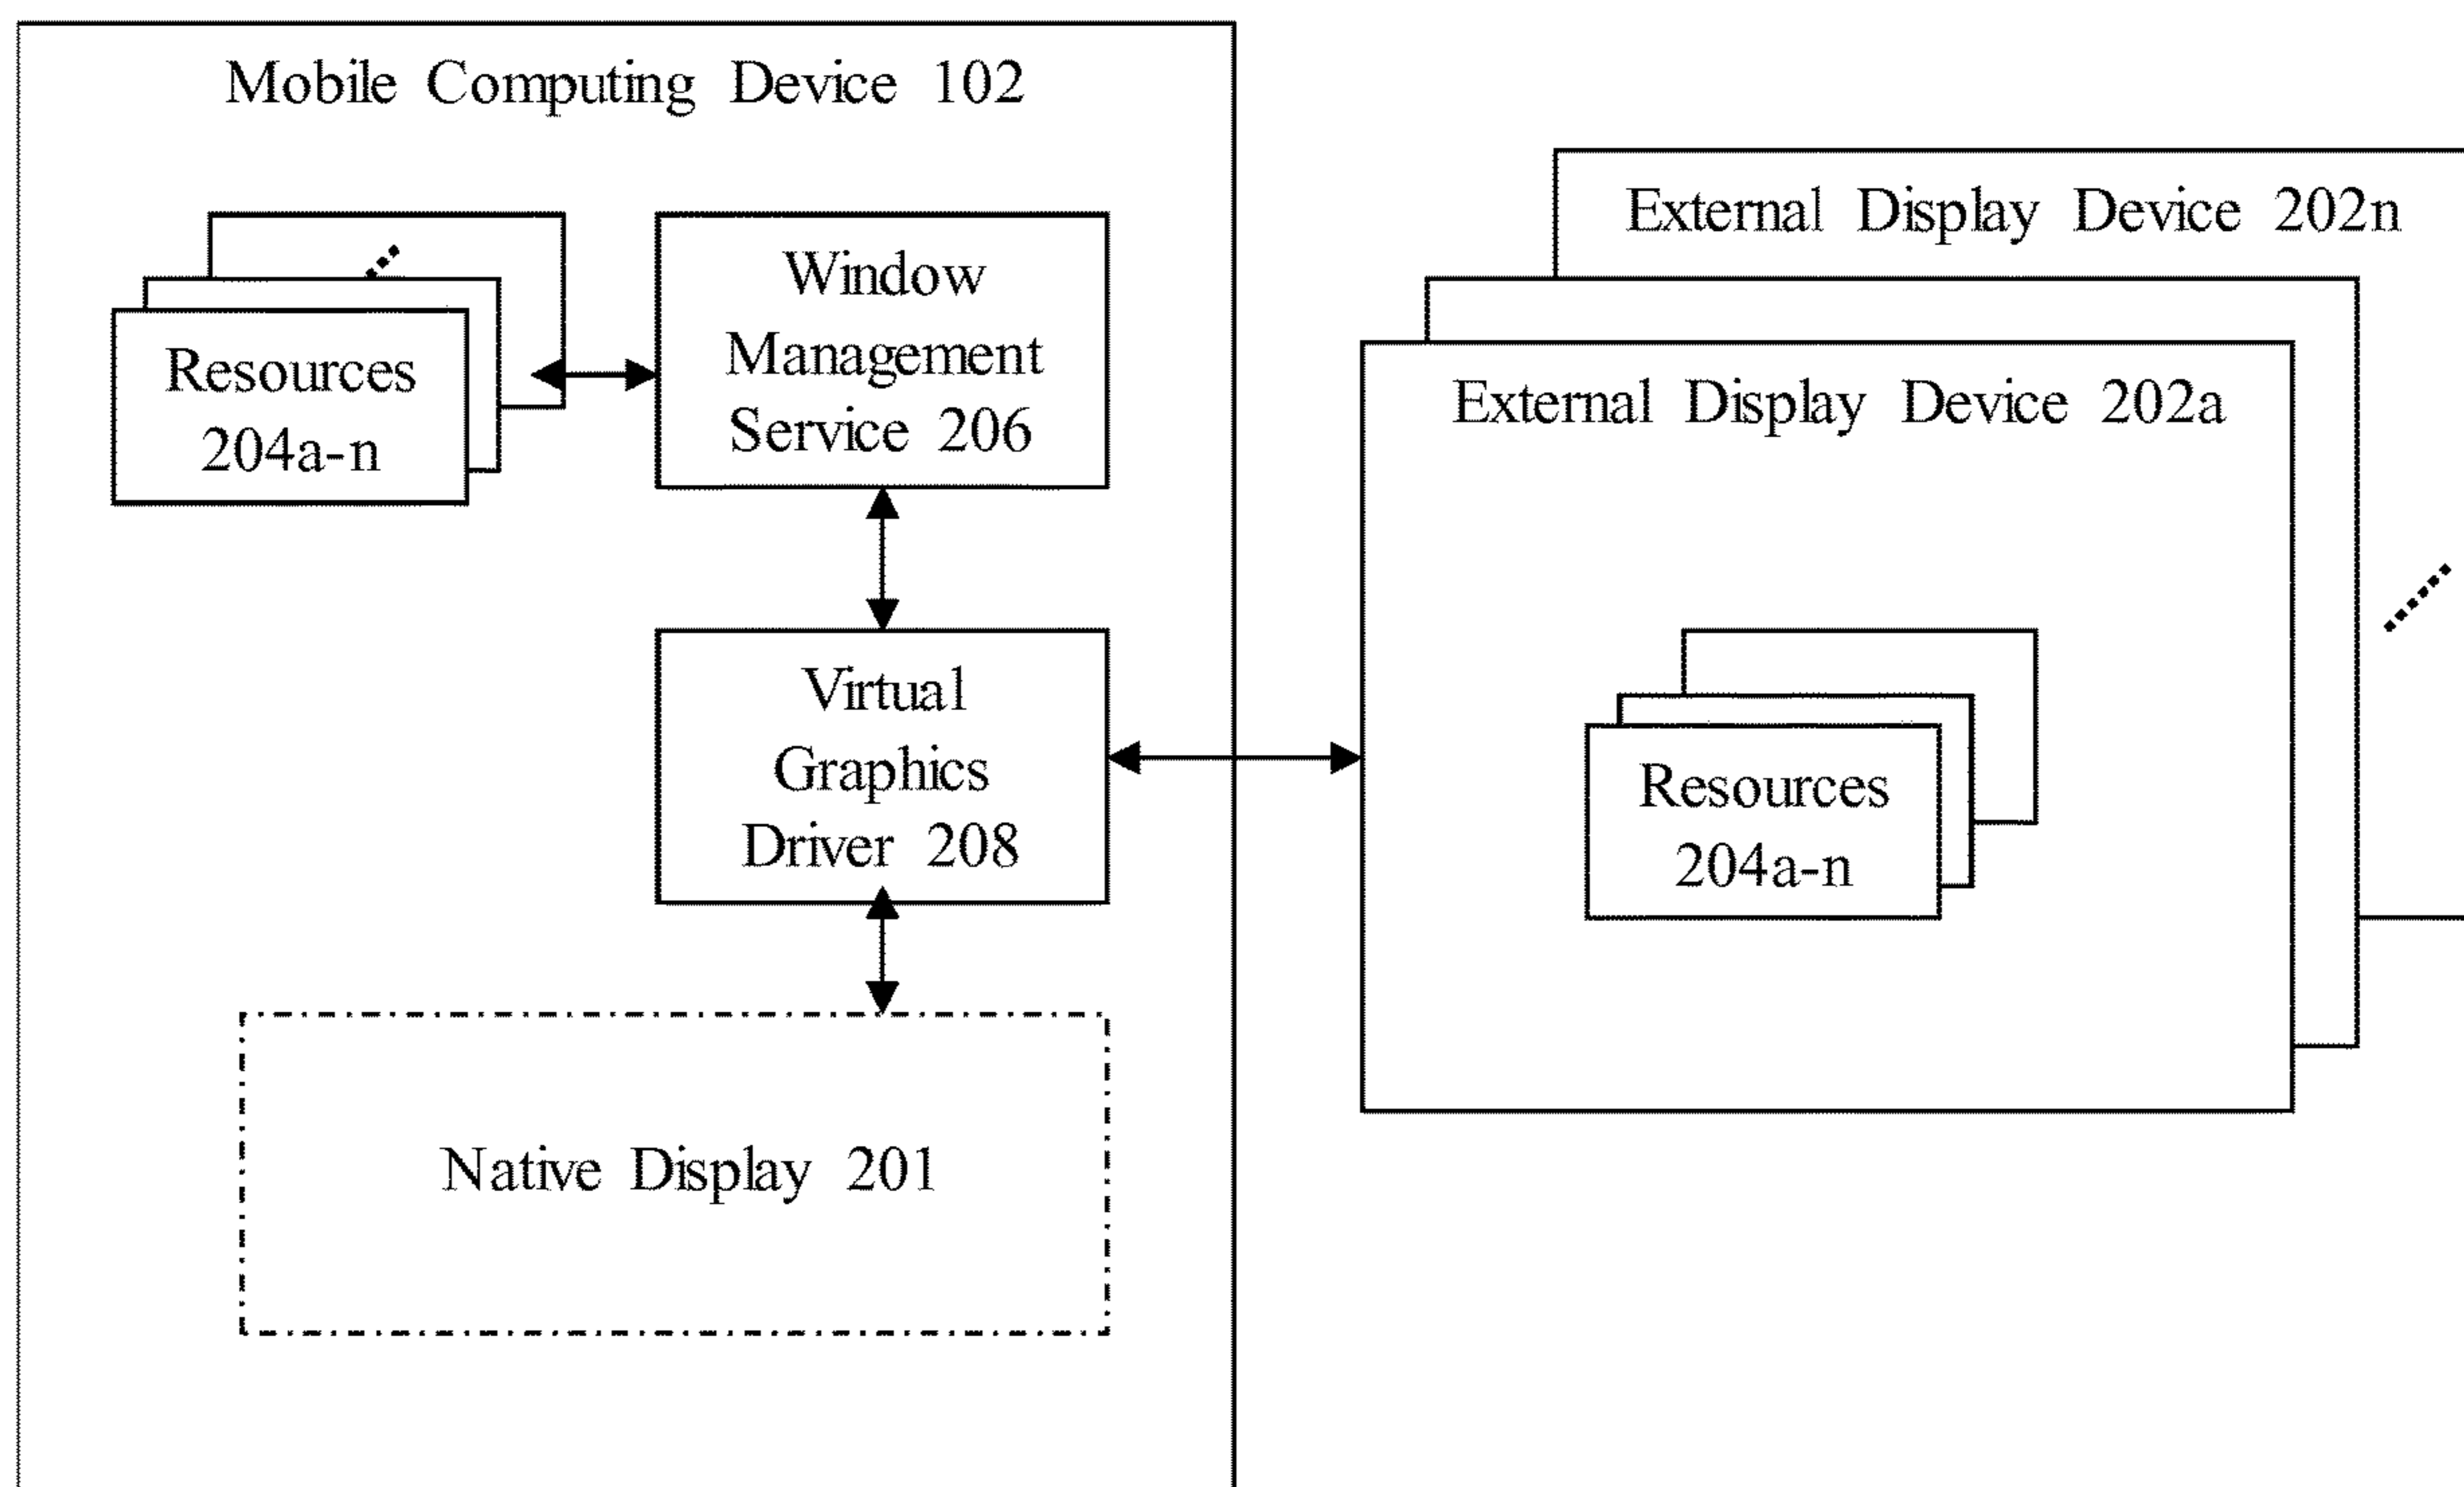 Mobile Computing Device 102
Resources
204a-n
Window
Management
Service 206
Virtual
Graphics
Driver 208
Native Display 201
External Display Device 202n
External Display Device 202a
Resources
204a-n